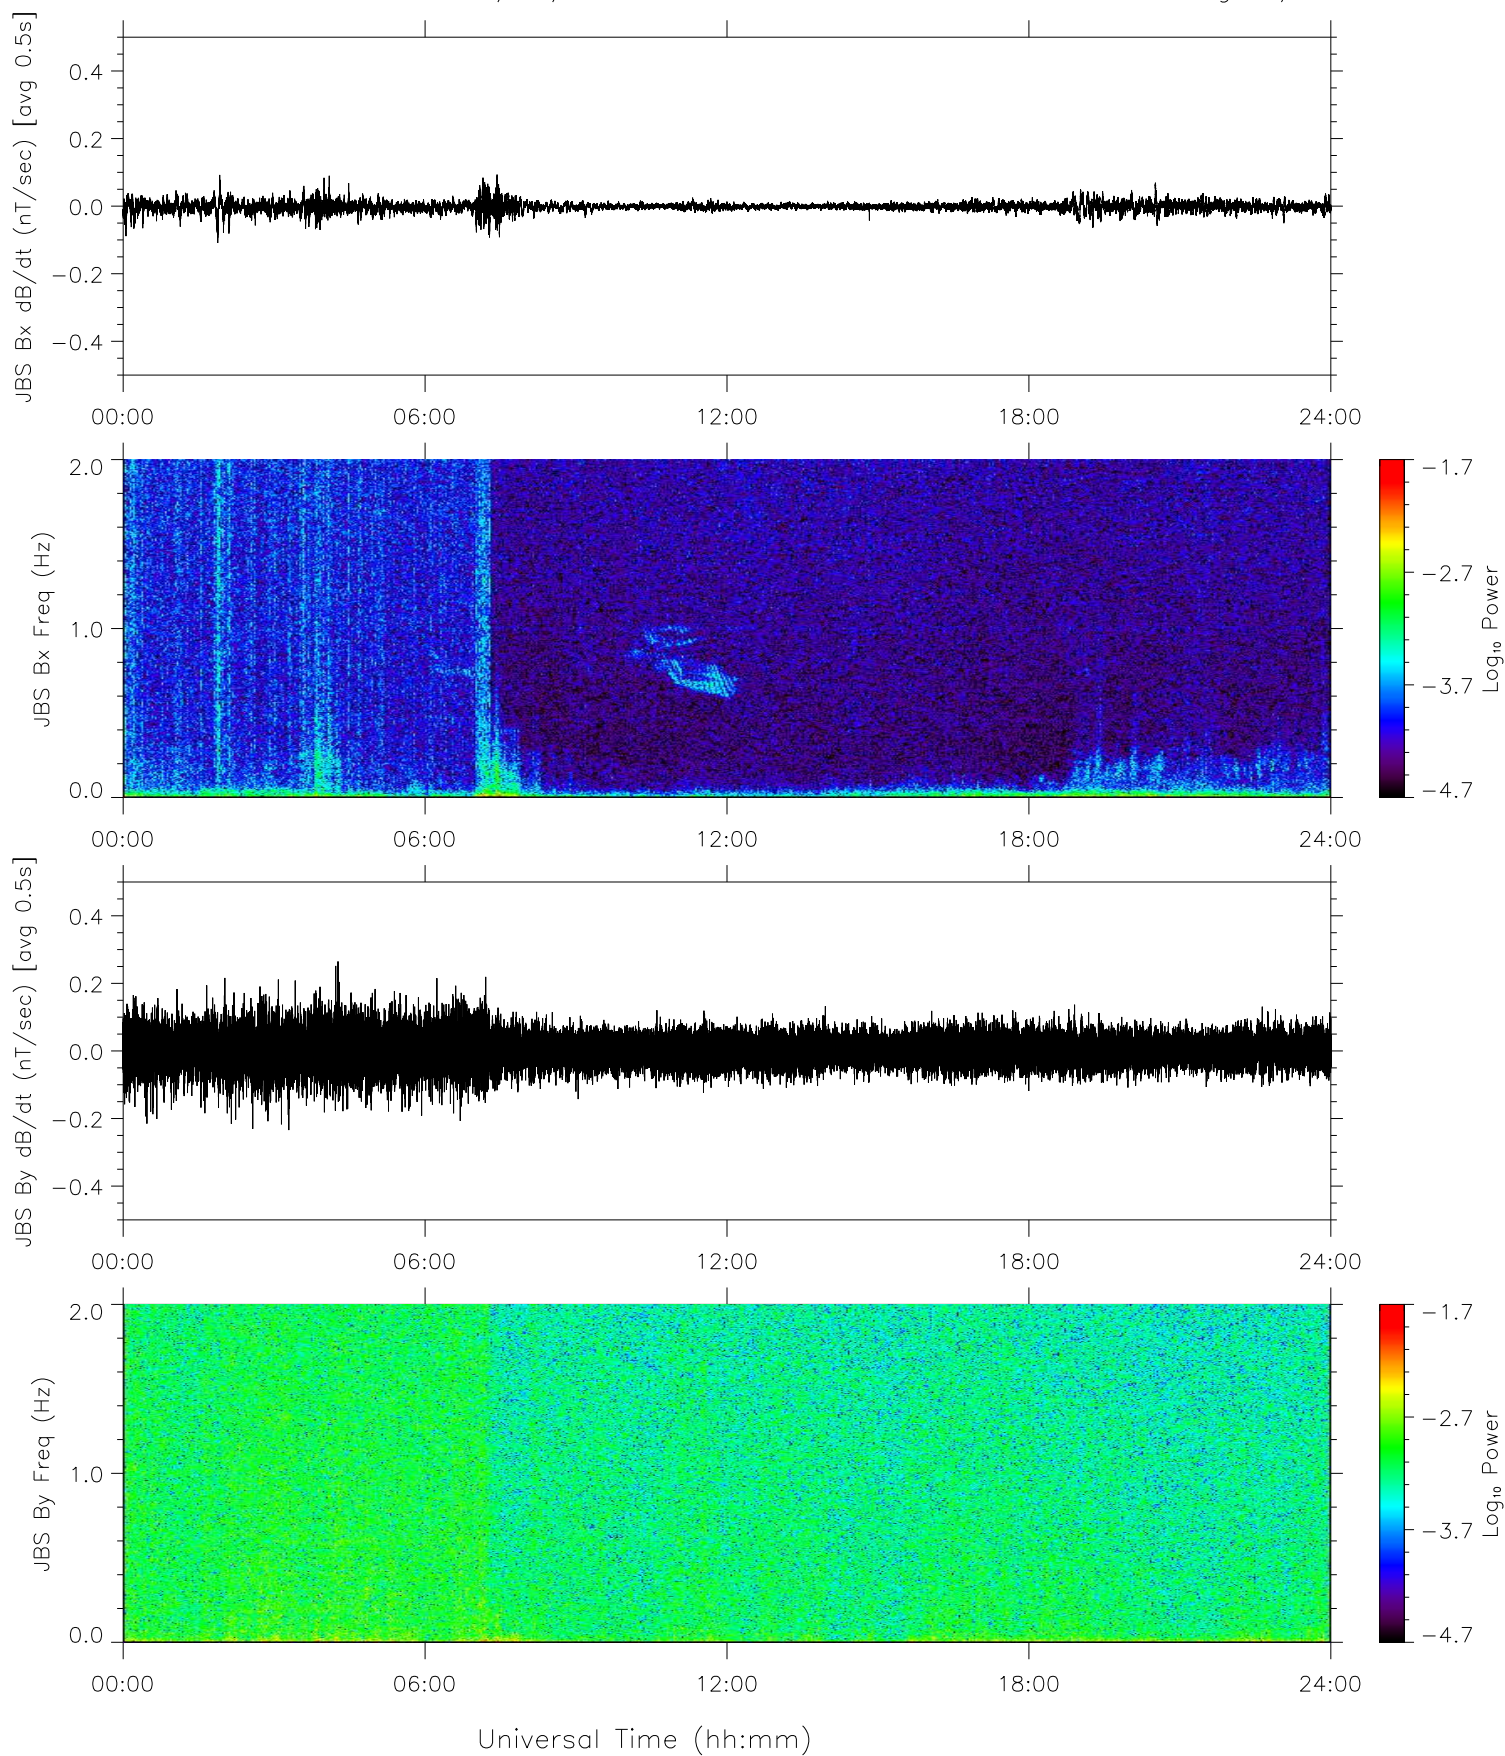 JBS Bx dB/dt (nT/sec) [avg 0.5s]
0.4
0.2
0.0
−0.2
−0.4
00:00 06:00 12:00 18:00 24:00
JBS Bx Freq (Hz)
2.0
1.0
0.0
00:00 06:00 12:00 18:00 24:00
−1.7
−2.7
−3.7
−4.7
Log₁₀ Power
JBS By dB/dt (nT/sec) [avg 0.5s]
0.4
0.2
0.0
−0.2
−0.4
00:00 06:00 12:00 18:00 24:00
JBS By Freq (Hz)
2.0
1.0
0.0
00:00 06:00 12:00 18:00 24:00
−1.7
−2.7
−3.7
−4.7
Log₁₀ Power
Universal Time (hh:mm)